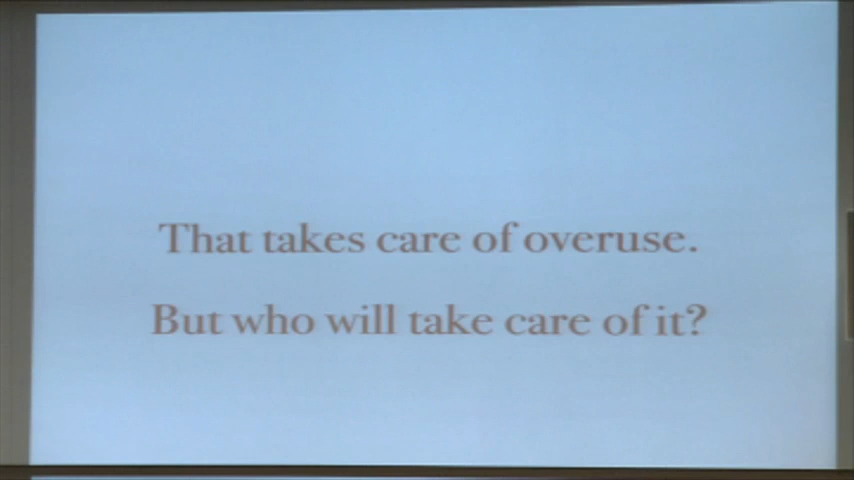 That takes care of overuse.
But who will take care of it?